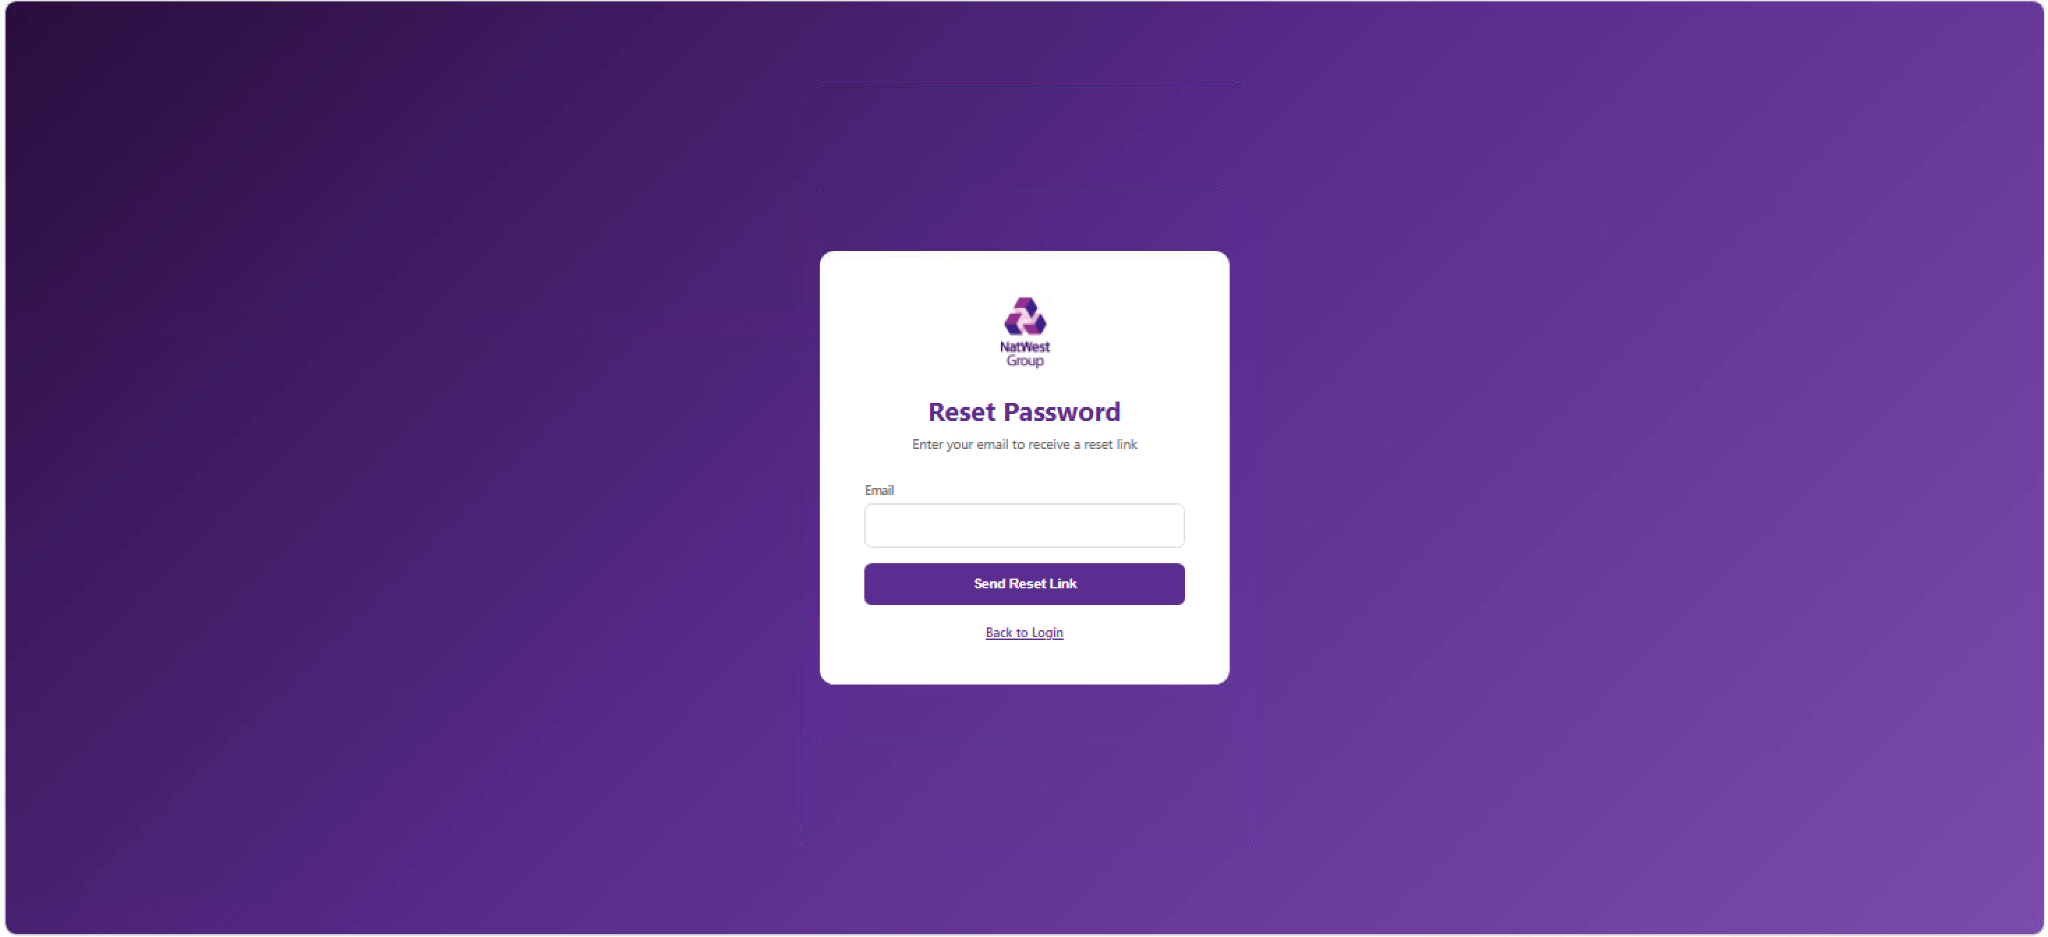 NatWest
Group
Reset Password
Enter your email to receive a reset link
Email
Send Reset Link
Back to Login